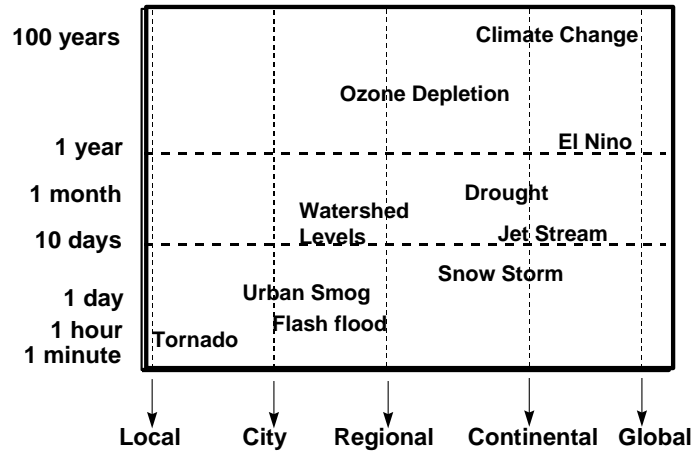 100 years
Climate Change
Ozone Depletion
1 year
El Nino
1 month
Drought
Watershed
Levels
10 days
Jet Stream
Snow Storm
1 day
Urban Smog
1 hour
Flash flood
1 minute
Tornado
Local City Regional Continental Global